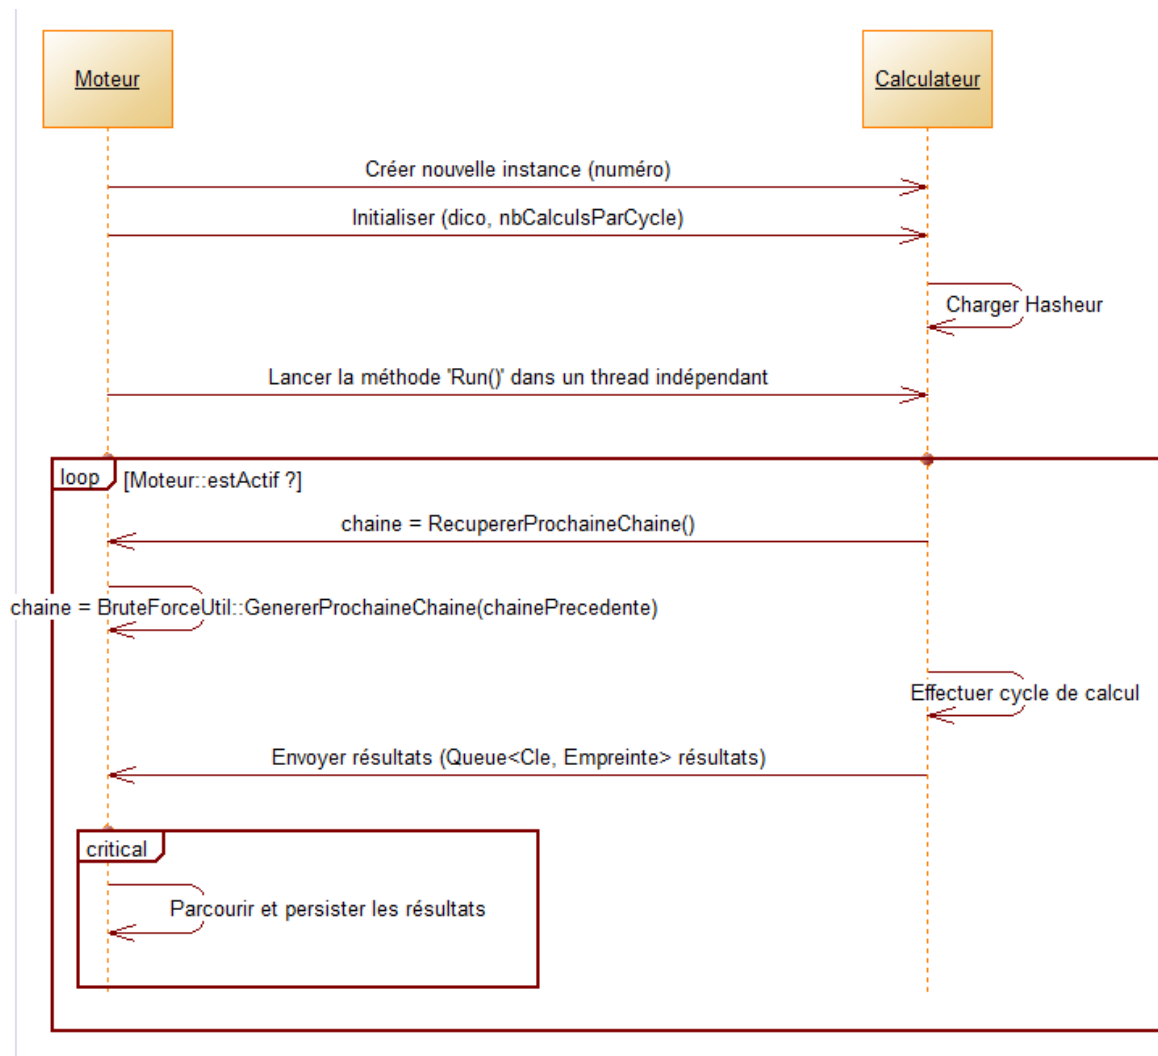 Moteur
Calculateur
Créer nouvelle instance (numéro)
Initialiser (dico, nbCalculsParCycle)
Charger Hasheur
Lancer la méthode 'Run()' dans un thread indépendant
loop
[Moteur::estActif ?]
chaine = RecupererProchaineChaine()
chaine = BruteForceUtil::GenererProchaineChaine(chainePrecedente)
Effectuer cycle de calcul
Envoyer résultats (Queue<Cle, Empreinte> résultats)
critical
Parcourir et persister les résultats